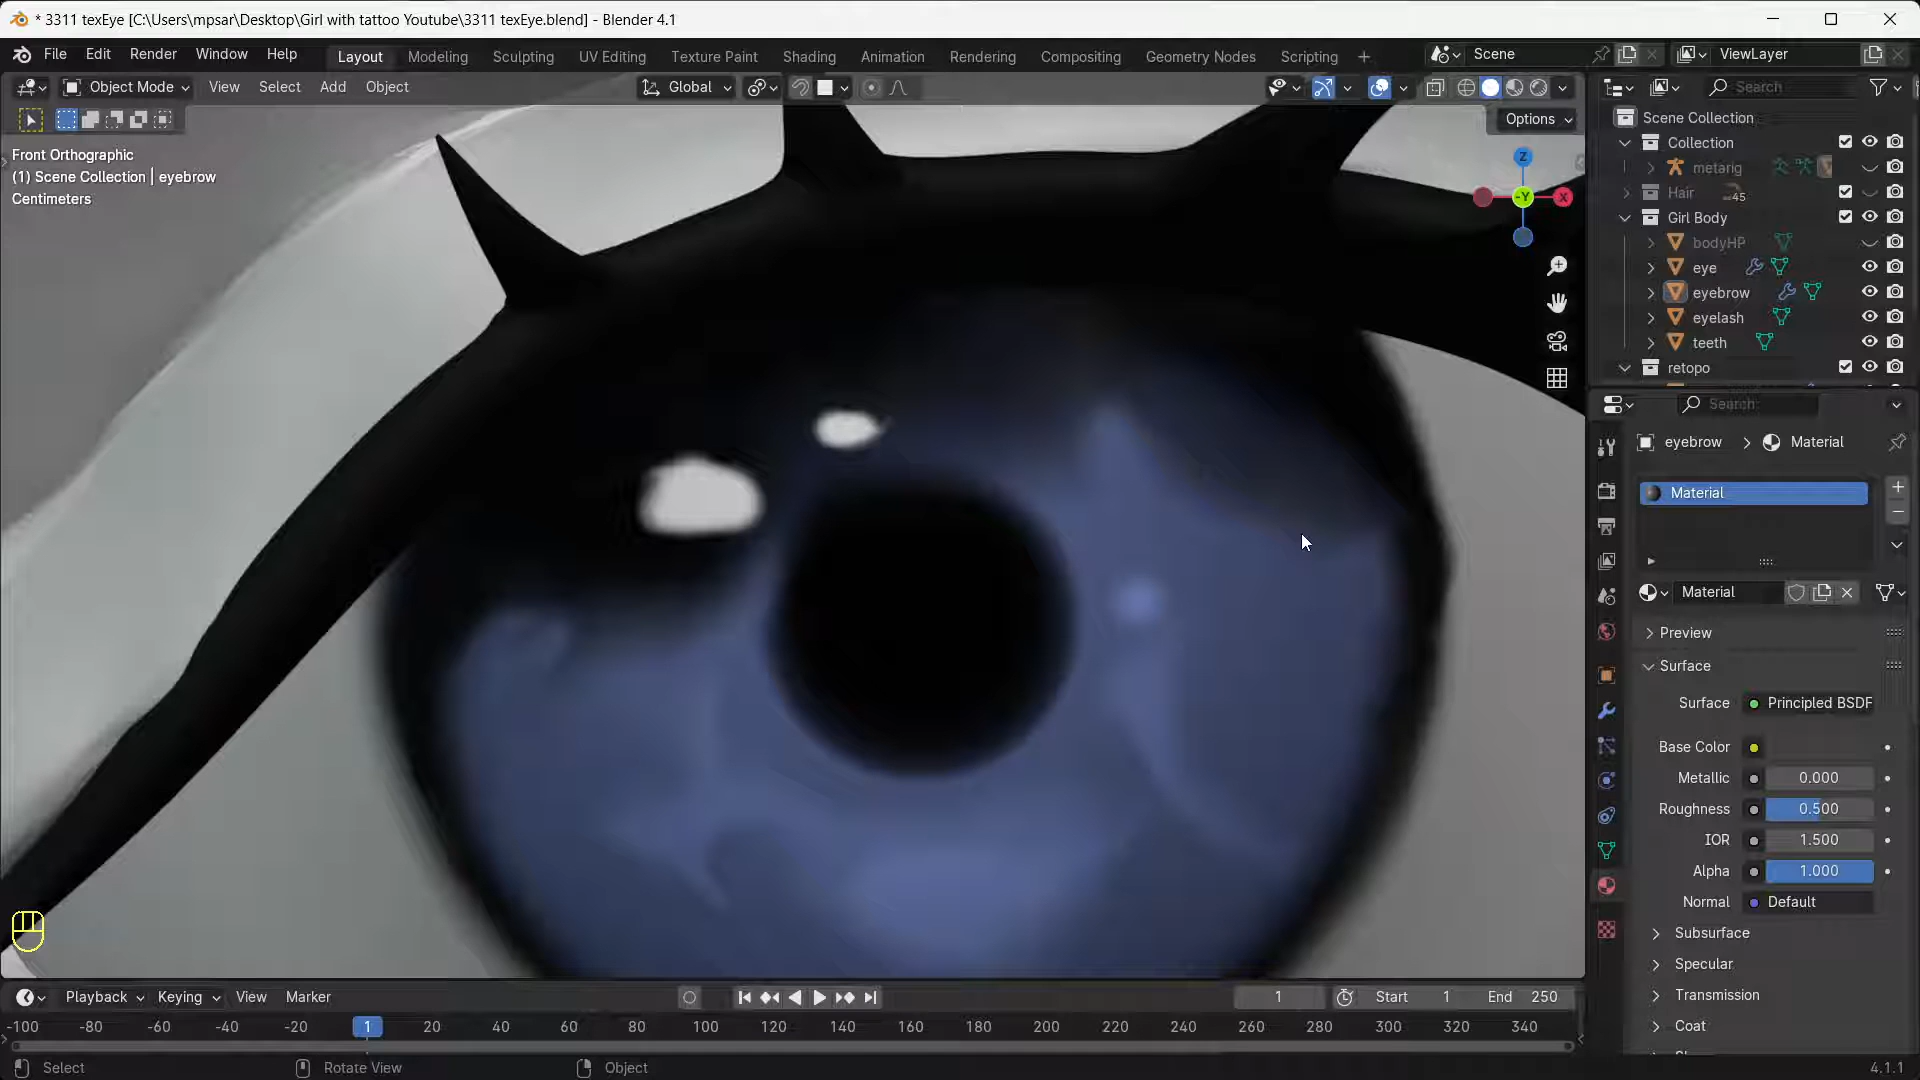 * 3311 texEye [C:\Users\mpsar\Desktop\Girl with tattoo Youtube\3311 texEye.blend] - Blender 4.1
File Edit Render Window Help Layout Modeling Sculpting UV Editing Texture Paint Shading Animation Rendering Compositing Geometry Nodes Scripting + Scene ViewLayer
Object Mode View Select Add Object Global Search
Options
Front Orthographic
(1) Scene Collection | eyebrow
Centimeters
Z
-Y
X
Scene Collection
Collection
metarig
Hair 45
Girl Body
bodyHP
eye
eyebrow
eyelash
teeth
retopo
Search
eyebrow > Material
Material
Material
Preview
Surface
Surface Principled BSDF
Base Color
Metallic 0.000
Roughness 0.500
IOR 1.500
Alpha 1.000
Normal Default
Subsurface
Specular
Transmission
Coat
Playback Keying View Marker 1 Start 1 End 250
-100 -80 -60 -40 -20 1 20 40 60 80 100 120 140 160 180 200 220 240 260 280 300 320 340
Select Rotate View Object 4.1.1